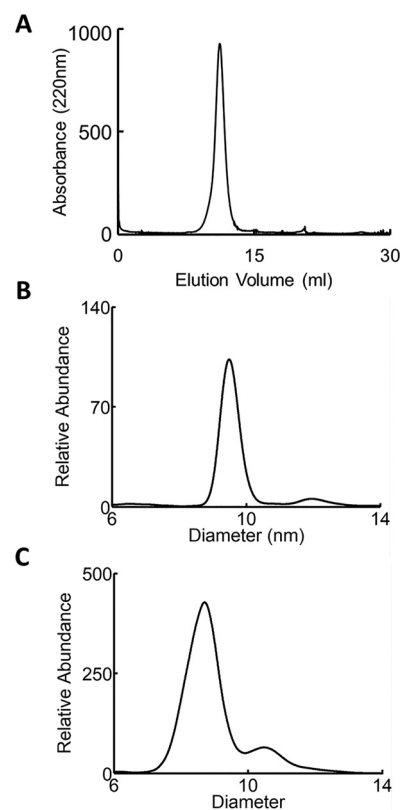 A
1000
500
0
Absorbance (220nm)
0 15 30
Elution Volume (ml)
B
140
70
0
Relative Abundance
6 10 14
Diameter (nm)
C
500
250
0
Relative Abundance
6 10 14
Diameter